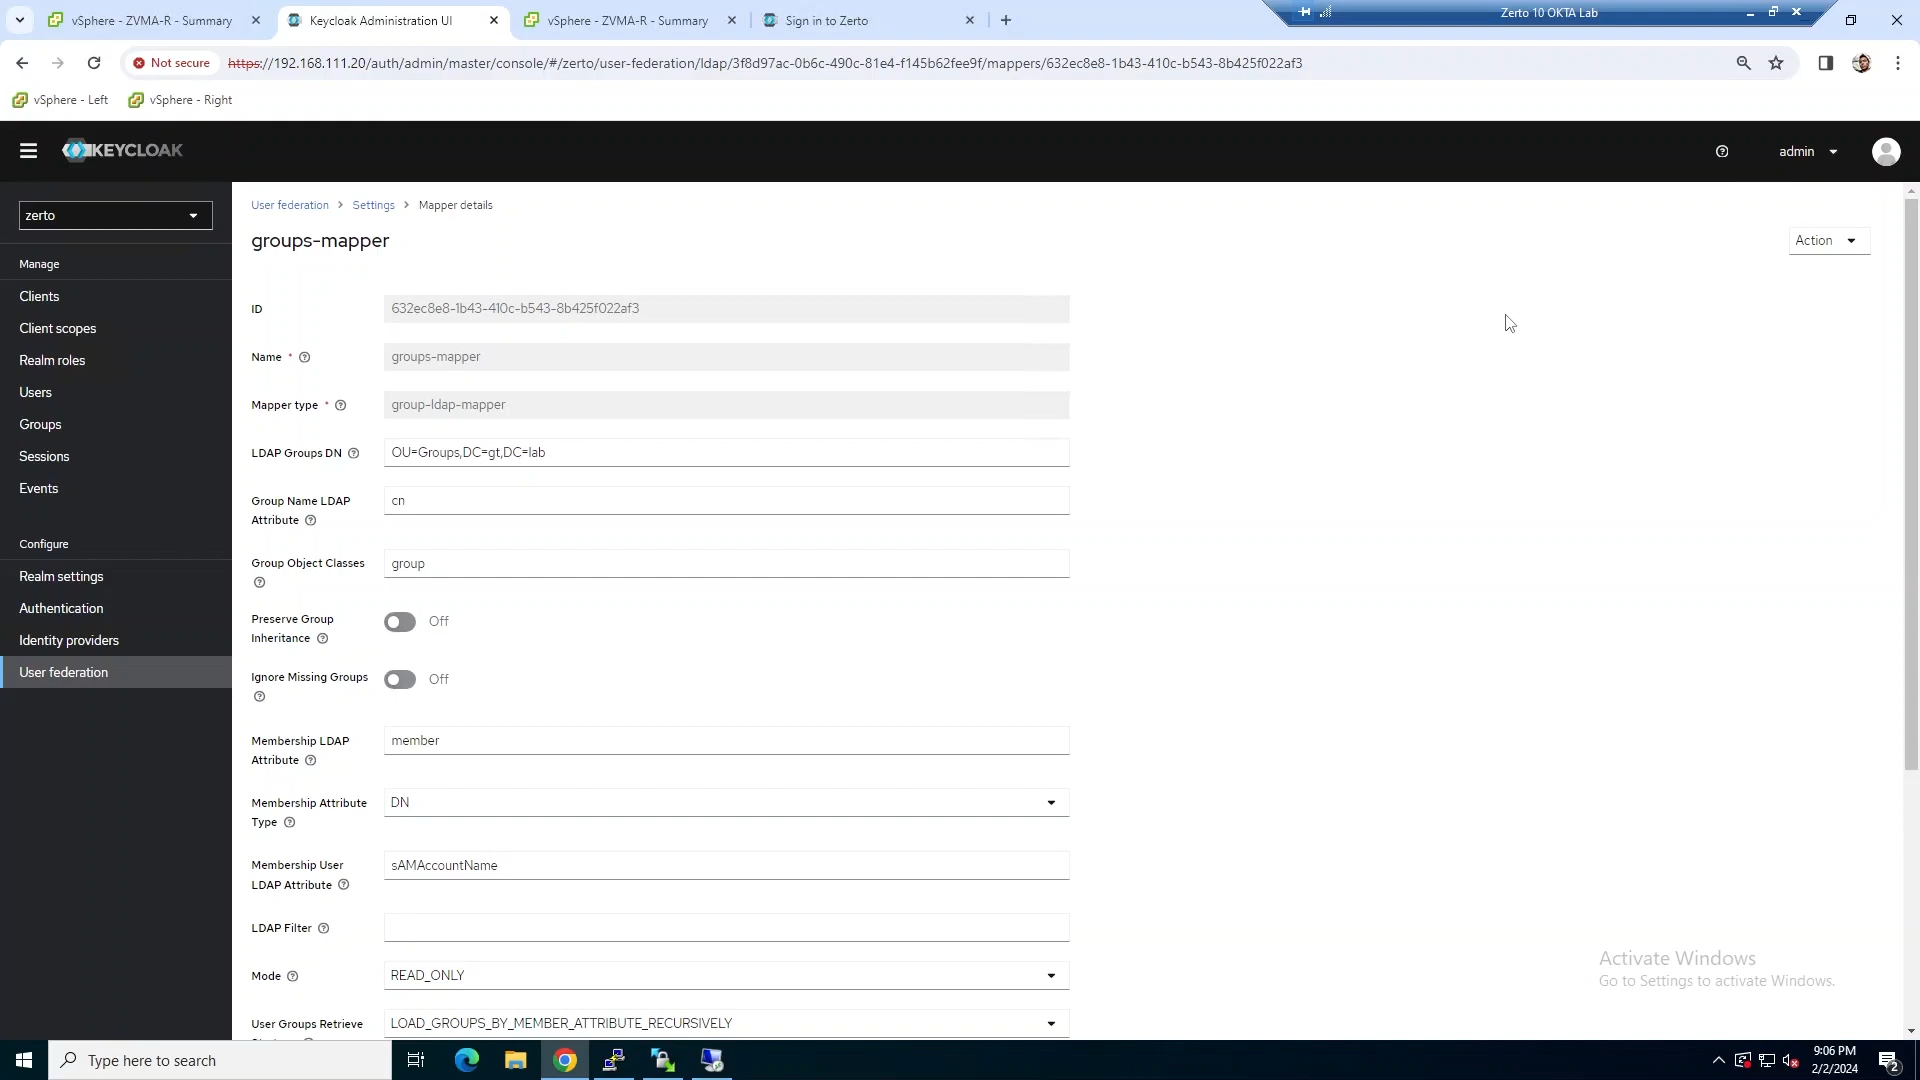 vSphere - ZVMA-R - Summary
Keycloak Administration UI
vSphere - ZVMA-R - Summary
Sign in to Zerto
Zerto 10 OKTA Lab
Not secure
https://192.168.111.20/auth/admin/master/console/#/zerto/user-federation/ldap/3f8d97ac-0b6c-490c-81e4-f145b62fee9f/mappers/632ec8e8-1b43-410c-b543-8b425f022af3
vSphere - Left
vSphere - Right
KEYCLOAK
admin
zerto
Manage
Clients
Client scopes
Realm roles
Users
Groups
Sessions
Events
Configure
Realm settings
Authentication
Identity providers
User federation
User federation
Settings
Mapper details
groups-mapper
Action
ID
632ec8e8-1b43-410c-b543-8b425f022af3
Name *
groups-mapper
Mapper type *
group-ldap-mapper
LDAP Groups DN
OU=Groups,DC=gt,DC=lab
Group Name LDAP
Attribute
cn
Group Object Classes
group
Preserve Group
Inheritance
Off
Ignore Missing Groups
Off
Membership LDAP
Attribute
member
Membership Attribute
Type
DN
Membership User
LDAP Attribute
sAMAccountName
LDAP Filter
Mode
READ_ONLY
User Groups Retrieve
LOAD_GROUPS_BY_MEMBER_ATTRIBUTE_RECURSIVELY
Activate Windows
Go to Settings to activate Windows.
Type here to search
9:06 PM
2/2/2024
2